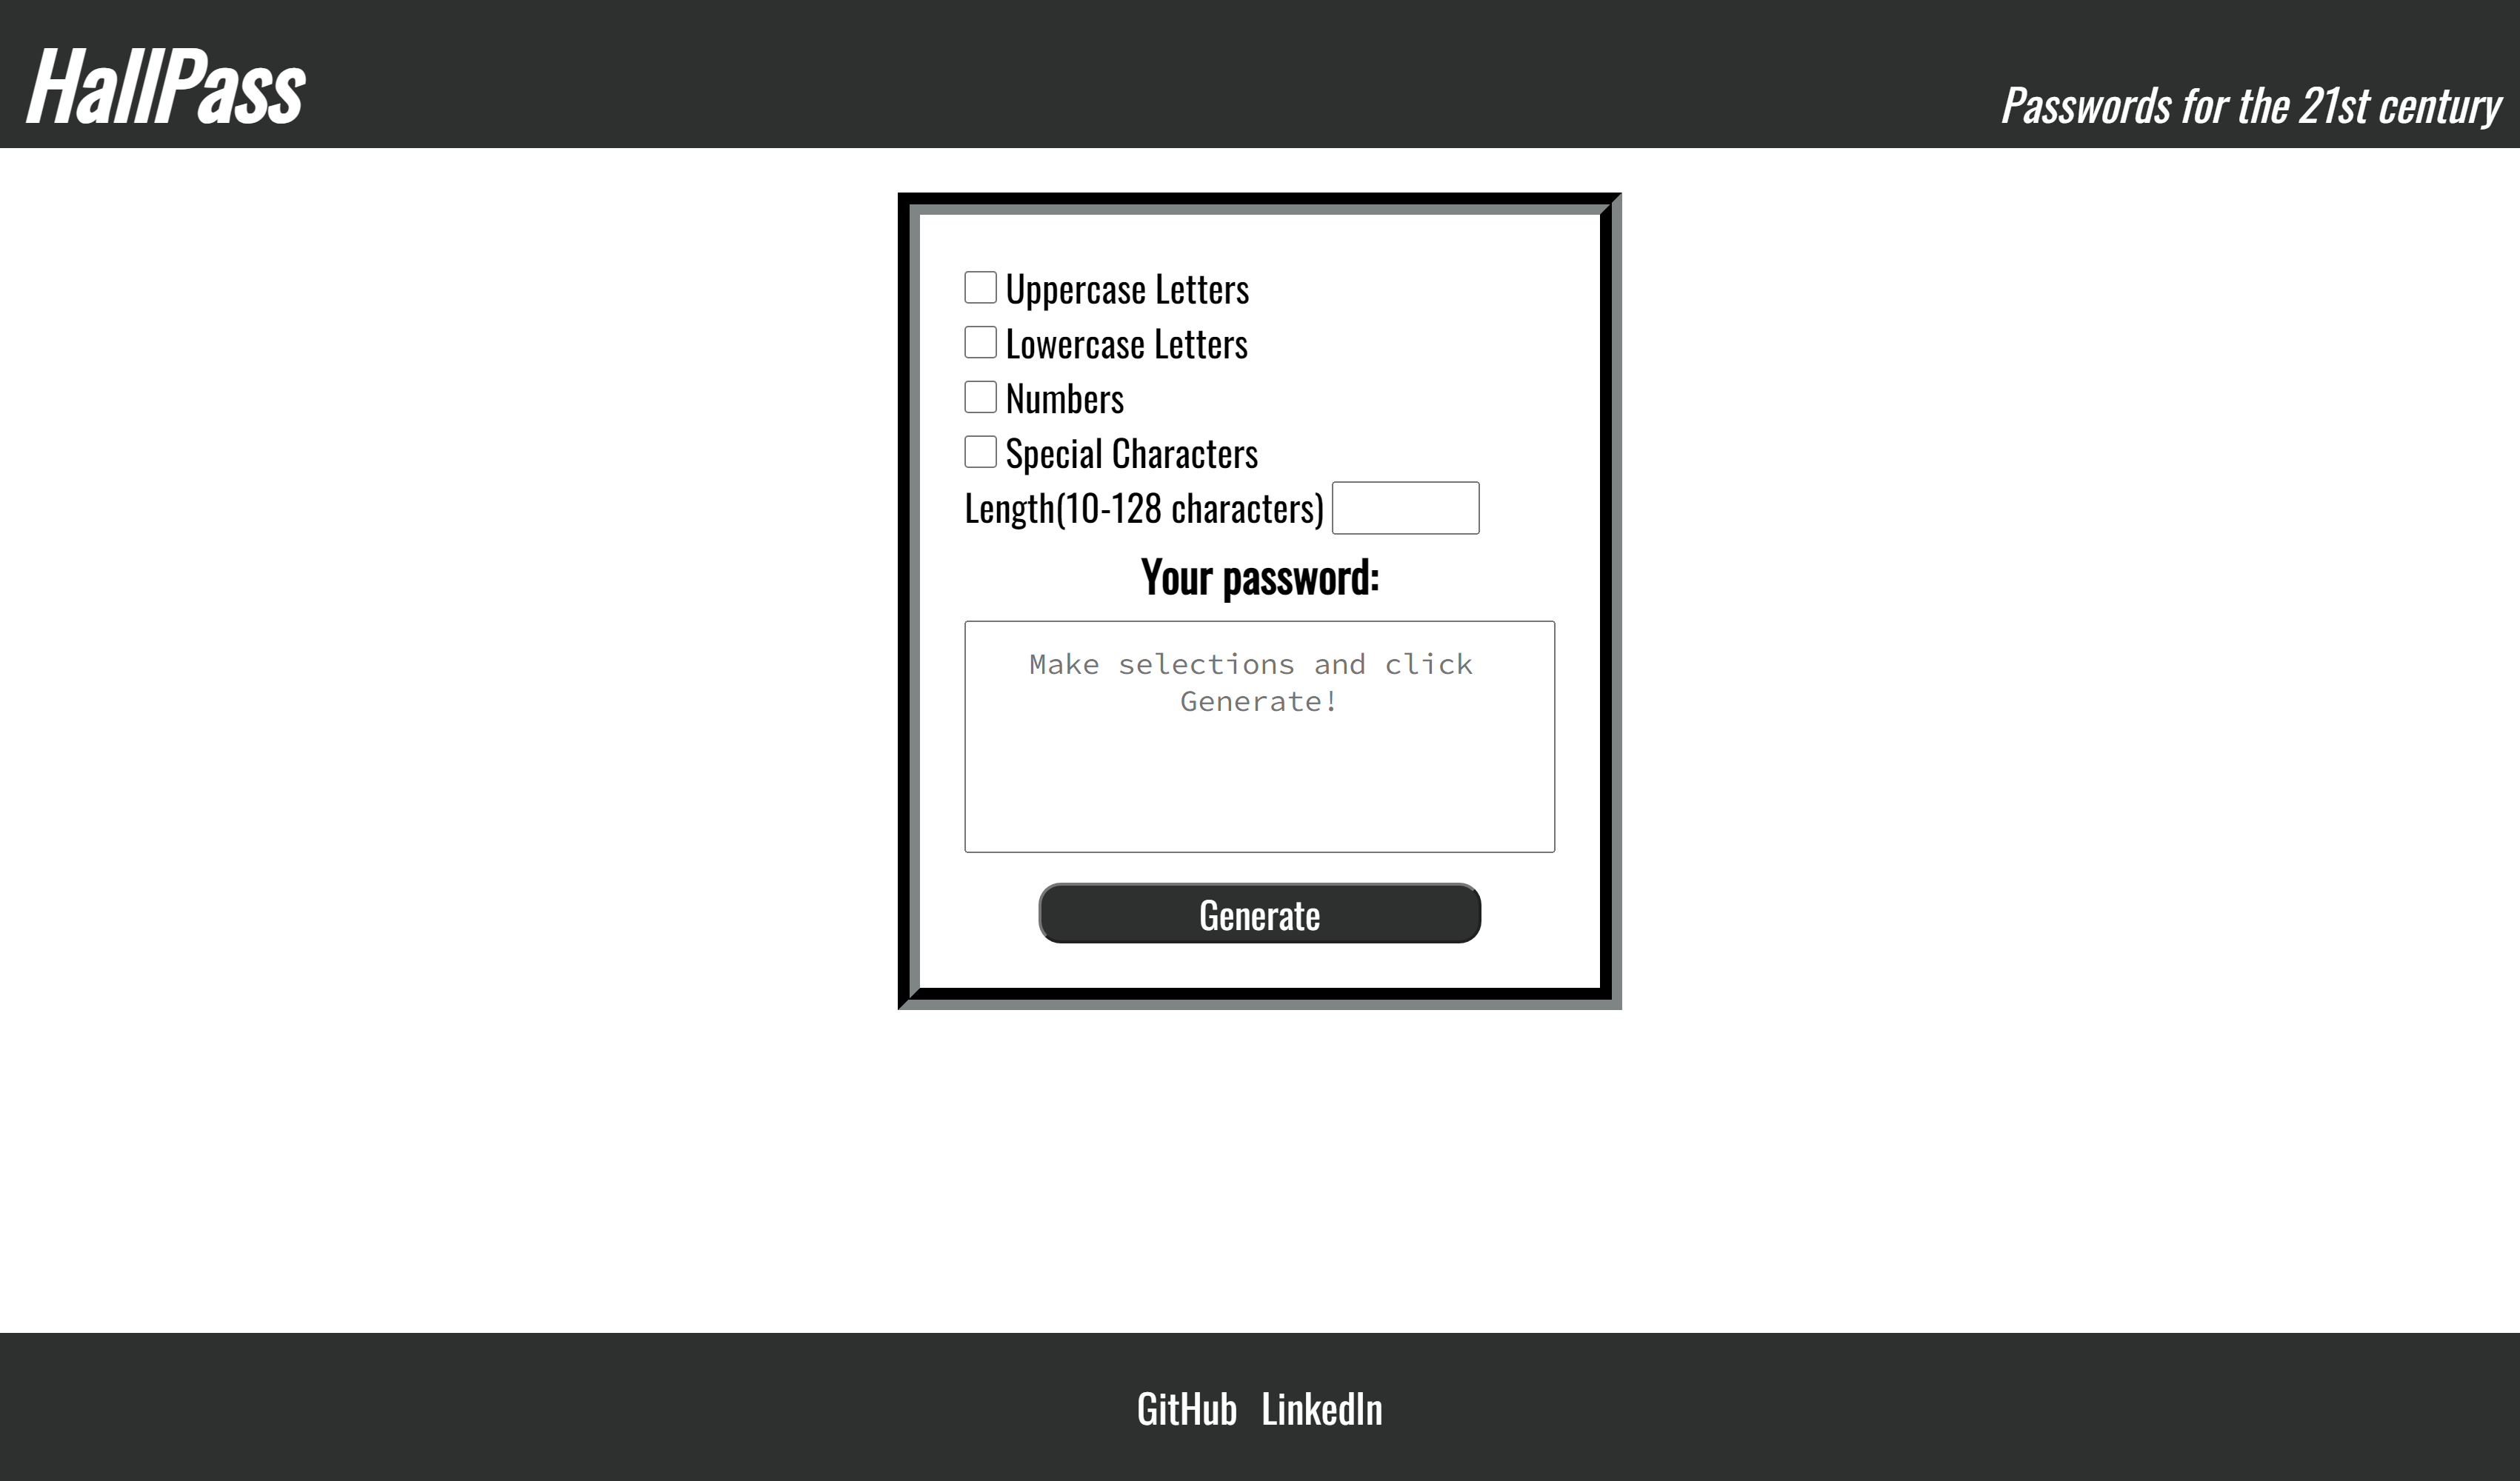 HallPass
Passwords for the 21st century
Uppercase Letters
Lowercase Letters
Numbers
Special Characters
Length(10-128 characters)
Your password:
Make selections and click
Generate!
Generate
GitHub LinkedIn